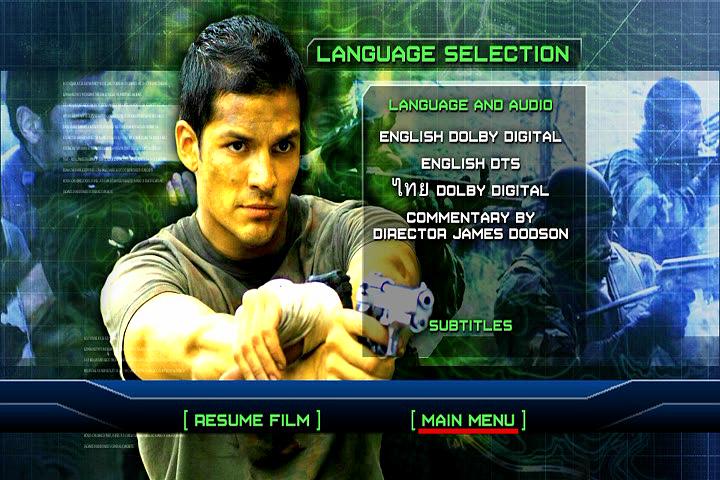 LANGUAGE SELECTION
LANGUAGE AND AUDIO
ENGLISH DOLBY DIGITAL
ENGLISH DTS
ไทย DOLBY DIGITAL
COMMENTARY BY
DIRECTOR JAMES DODSON
SUBTITLES
[ RESUME FILM ] [ MAIN MENU ]